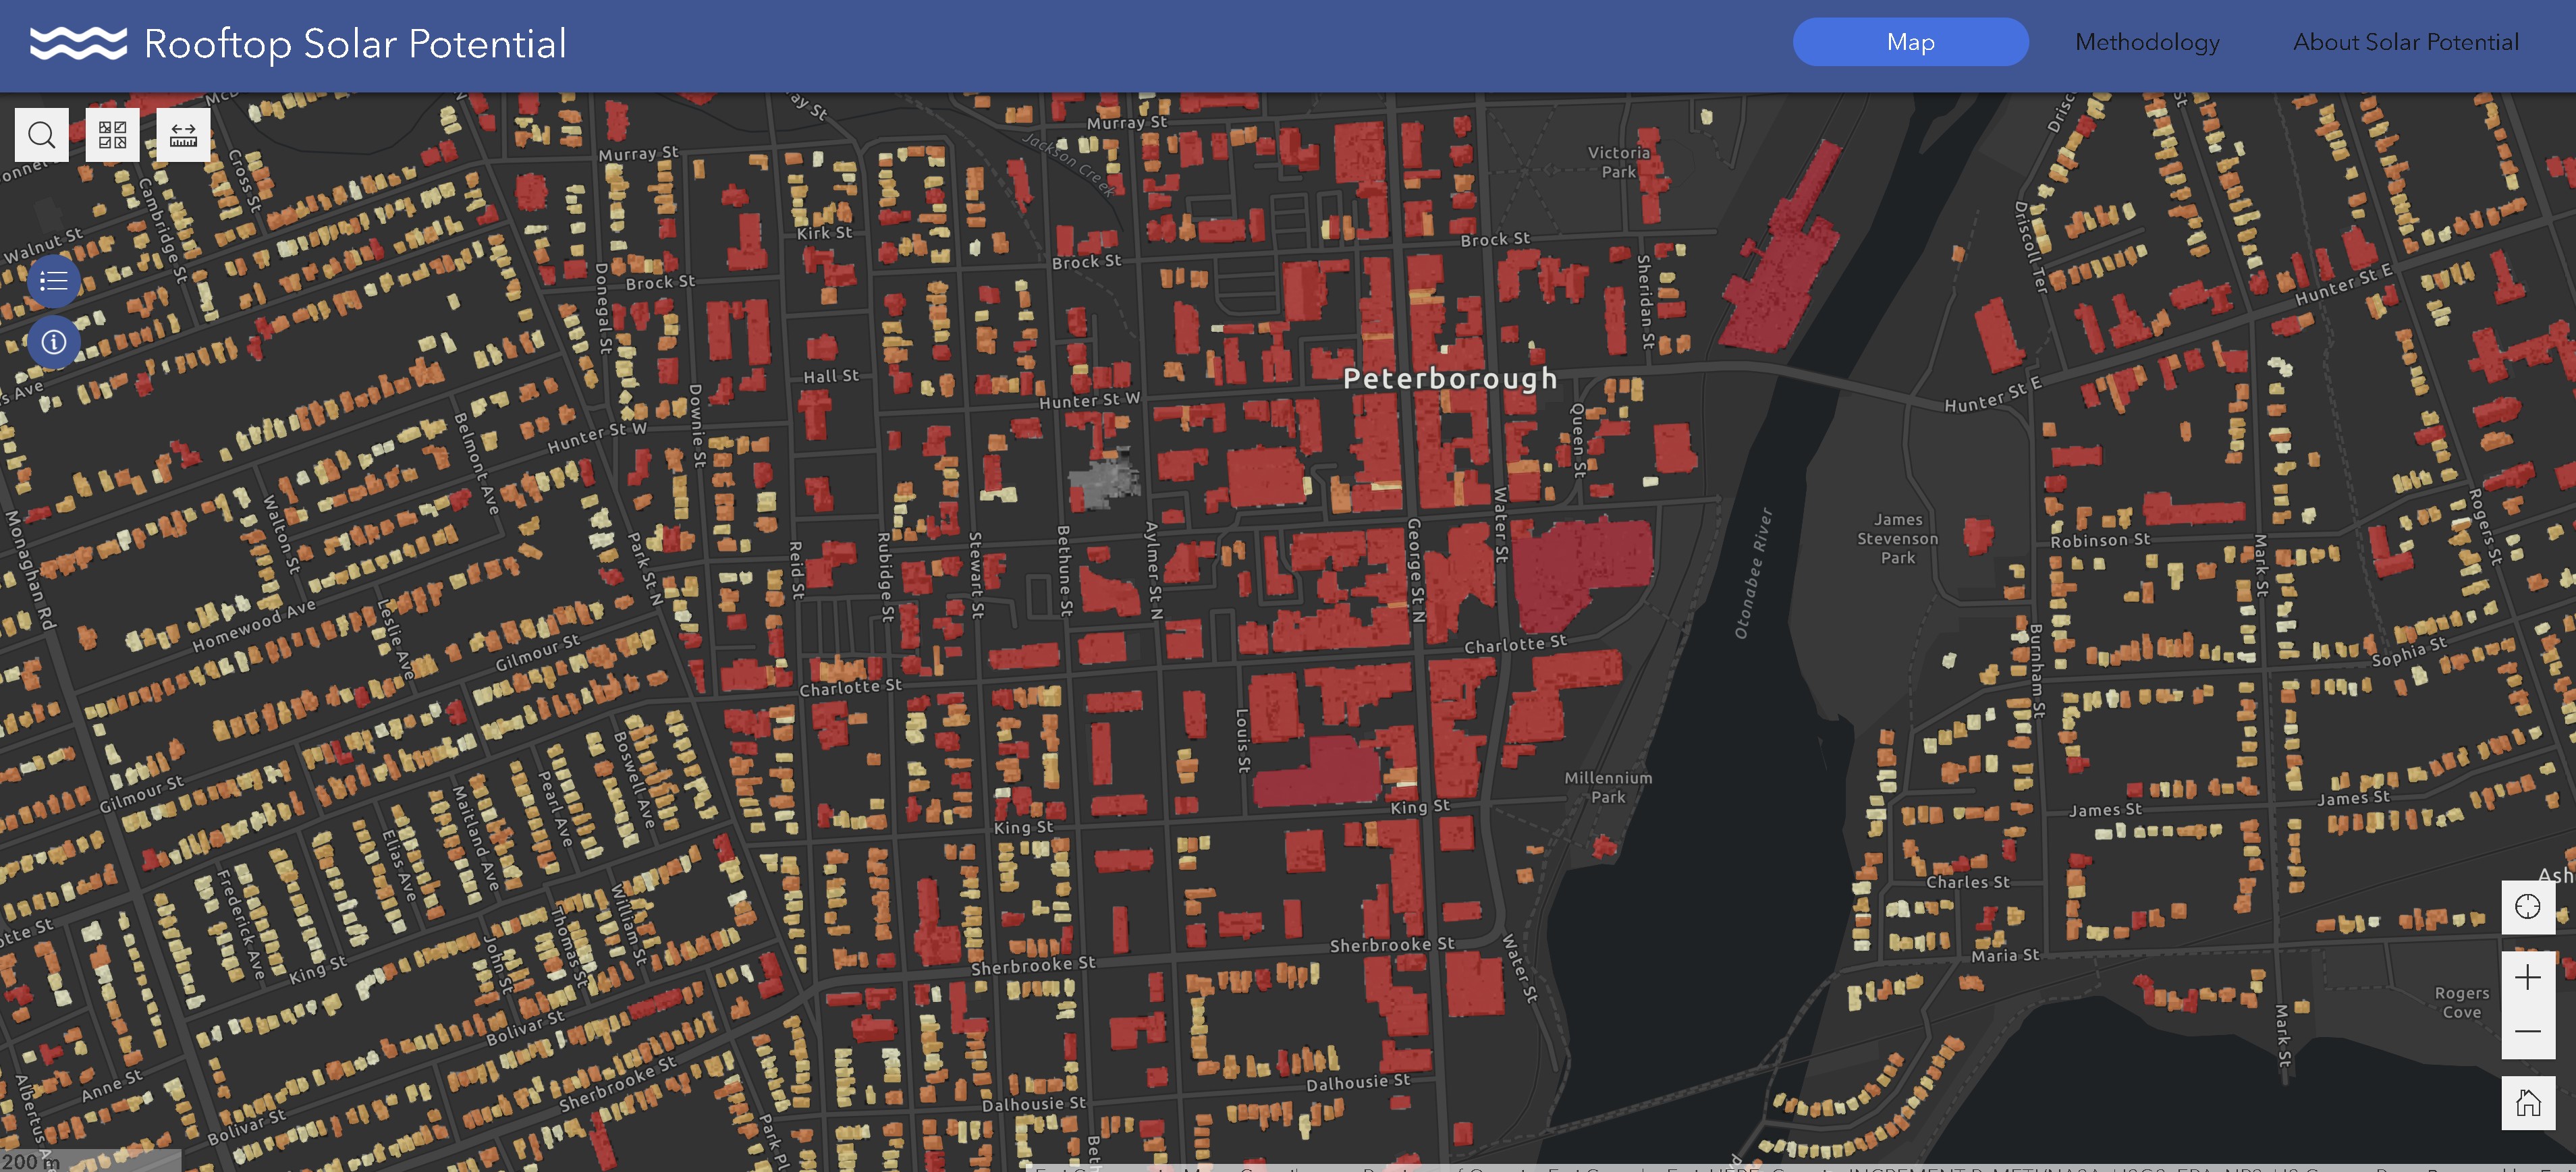 Rooftop Solar Potential
Map
Methodology
About Solar Potential
Murray St
Murray St
Jackson Creek
Victoria
Park
Cross St
Cambridge St
Walnut St
Kirk St
Brock St
Brock St
Brock St
Donegal St
Sheridan St
Driscoll Ter
Hunter St E
Hall St
Peterborough
Hunter St W
Hunter St E
Downie St
Belmont Ave
Hunter St W
Queen St
Walton St
Monaghan Rd
Water St
Rogers St
James
Stevenson
Park
Otonabee River
George St N
Park St N
Reid St
Rubidge St
Stewart St
Bethune St
Aylmer St N
Robinson St
Mark St
Homewood Ave
Leslie Ave
Gilmour St
Charlotte St
Burnham St
Sophia St
Charlotte St
Louis St
Boswell Ave
Pearl Ave
Maitland Ave
Elias Ave
Gilmour St
Millennium
Park
King St
King St
James St
James St
Frederick Ave
William St
Thomas St
John St
King St
Charles St
Ash
Sherbrooke St
Sherbrooke St
Water St
Maria St
Rogers
Cove
Mark St
Bolivar St
Sherbrooke St
Anne St
Bolivar St
Dalhousie St
Dalhousie St
Park Pl
200 m